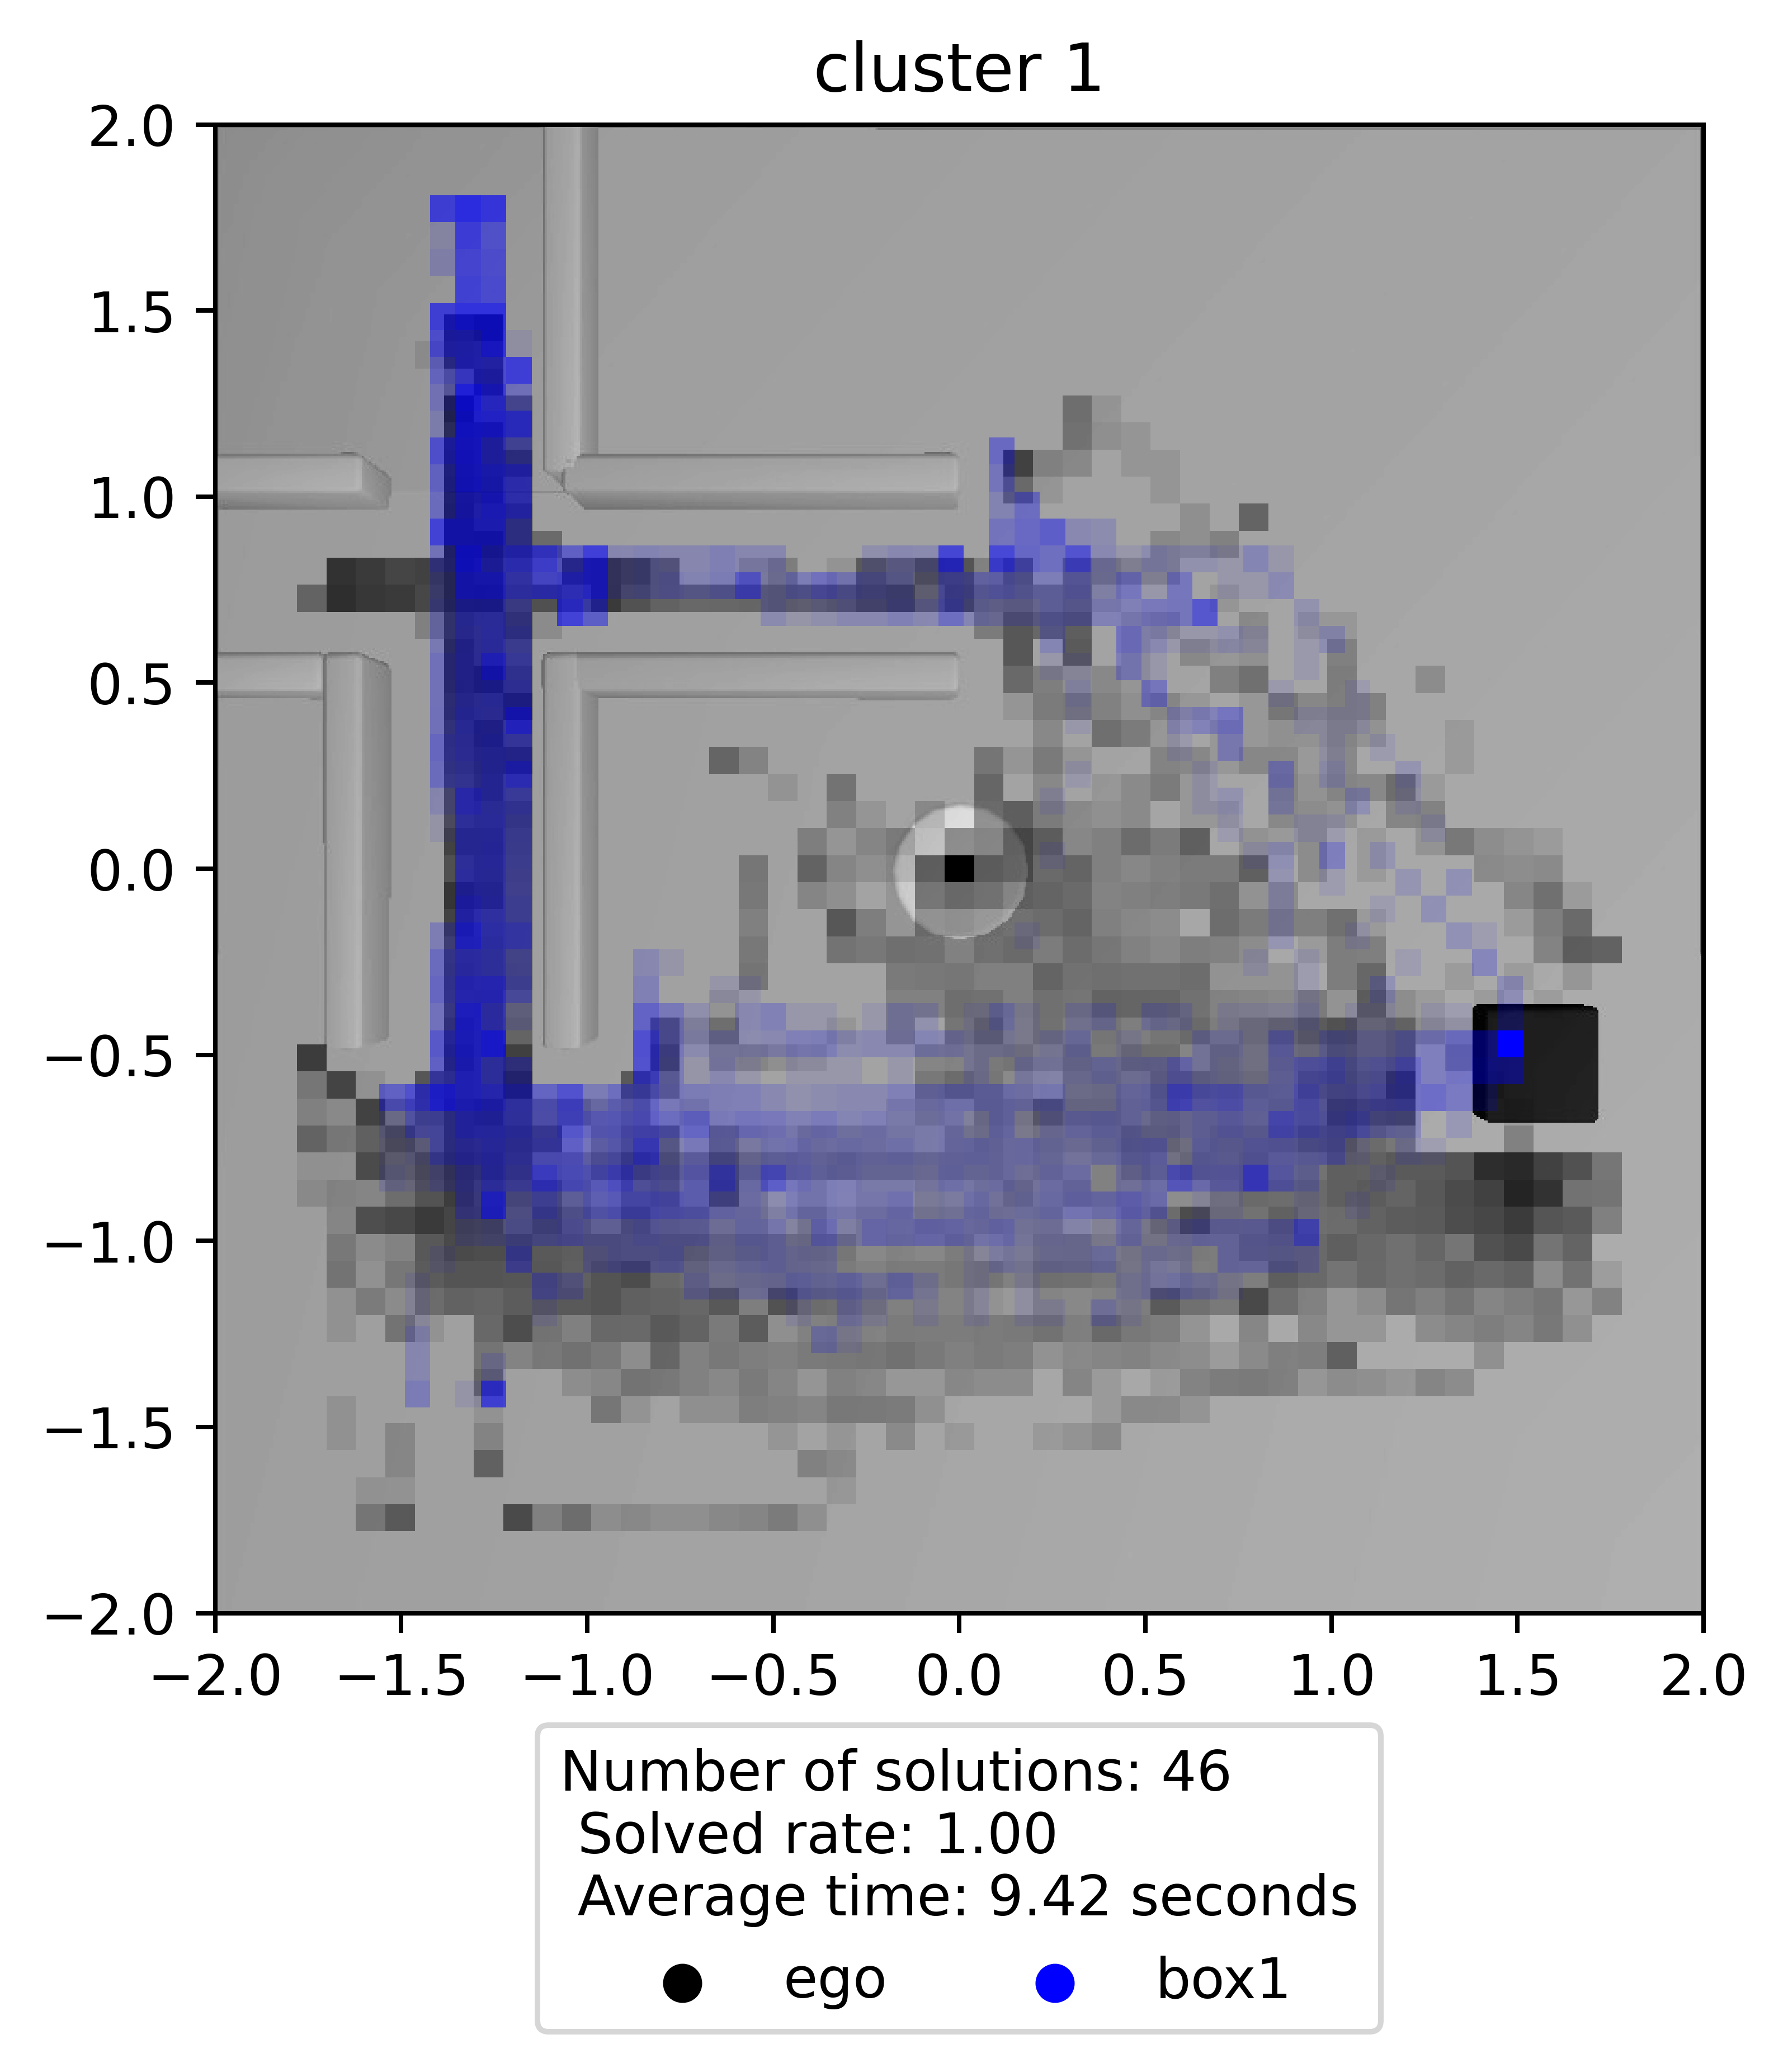 cluster 1
2.0
1.5
1.0
0.5
0.0
−0.5
−1.0
−1.5
−2.0
−2.0 −1.5 −1.0 −0.5 0.0 0.5 1.0 1.5 2.0
Number of solutions: 46
Solved rate: 1.00
Average time: 9.42 seconds
ego box1